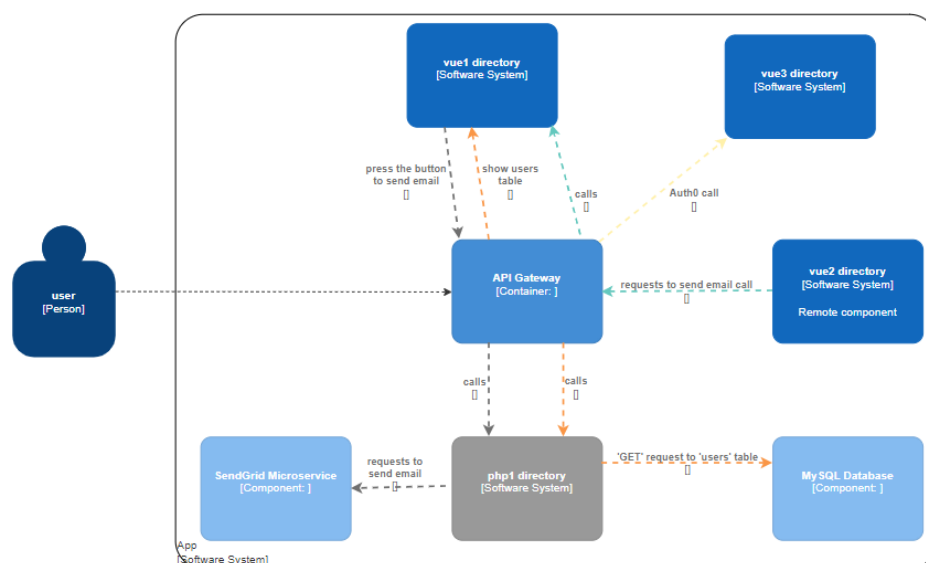 vue1 directory
[Software System]
vue3 directory
[Software System]
press the button
to send email
[]
show users
table
[]
calls
[]
Auth0 call
[]
user
[Person]
API Gateway
[Container: ]
requests to send email call
[]
vue2 directory
[Software System]
Remote component
calls
[]
calls
[]
SendGrid Microservice
[Component: ]
requests to
send email
[]
php1 directory
[Software System]
'GET' request to 'users' table
[]
MySQL Database
[Component: ]
App
[Software System]